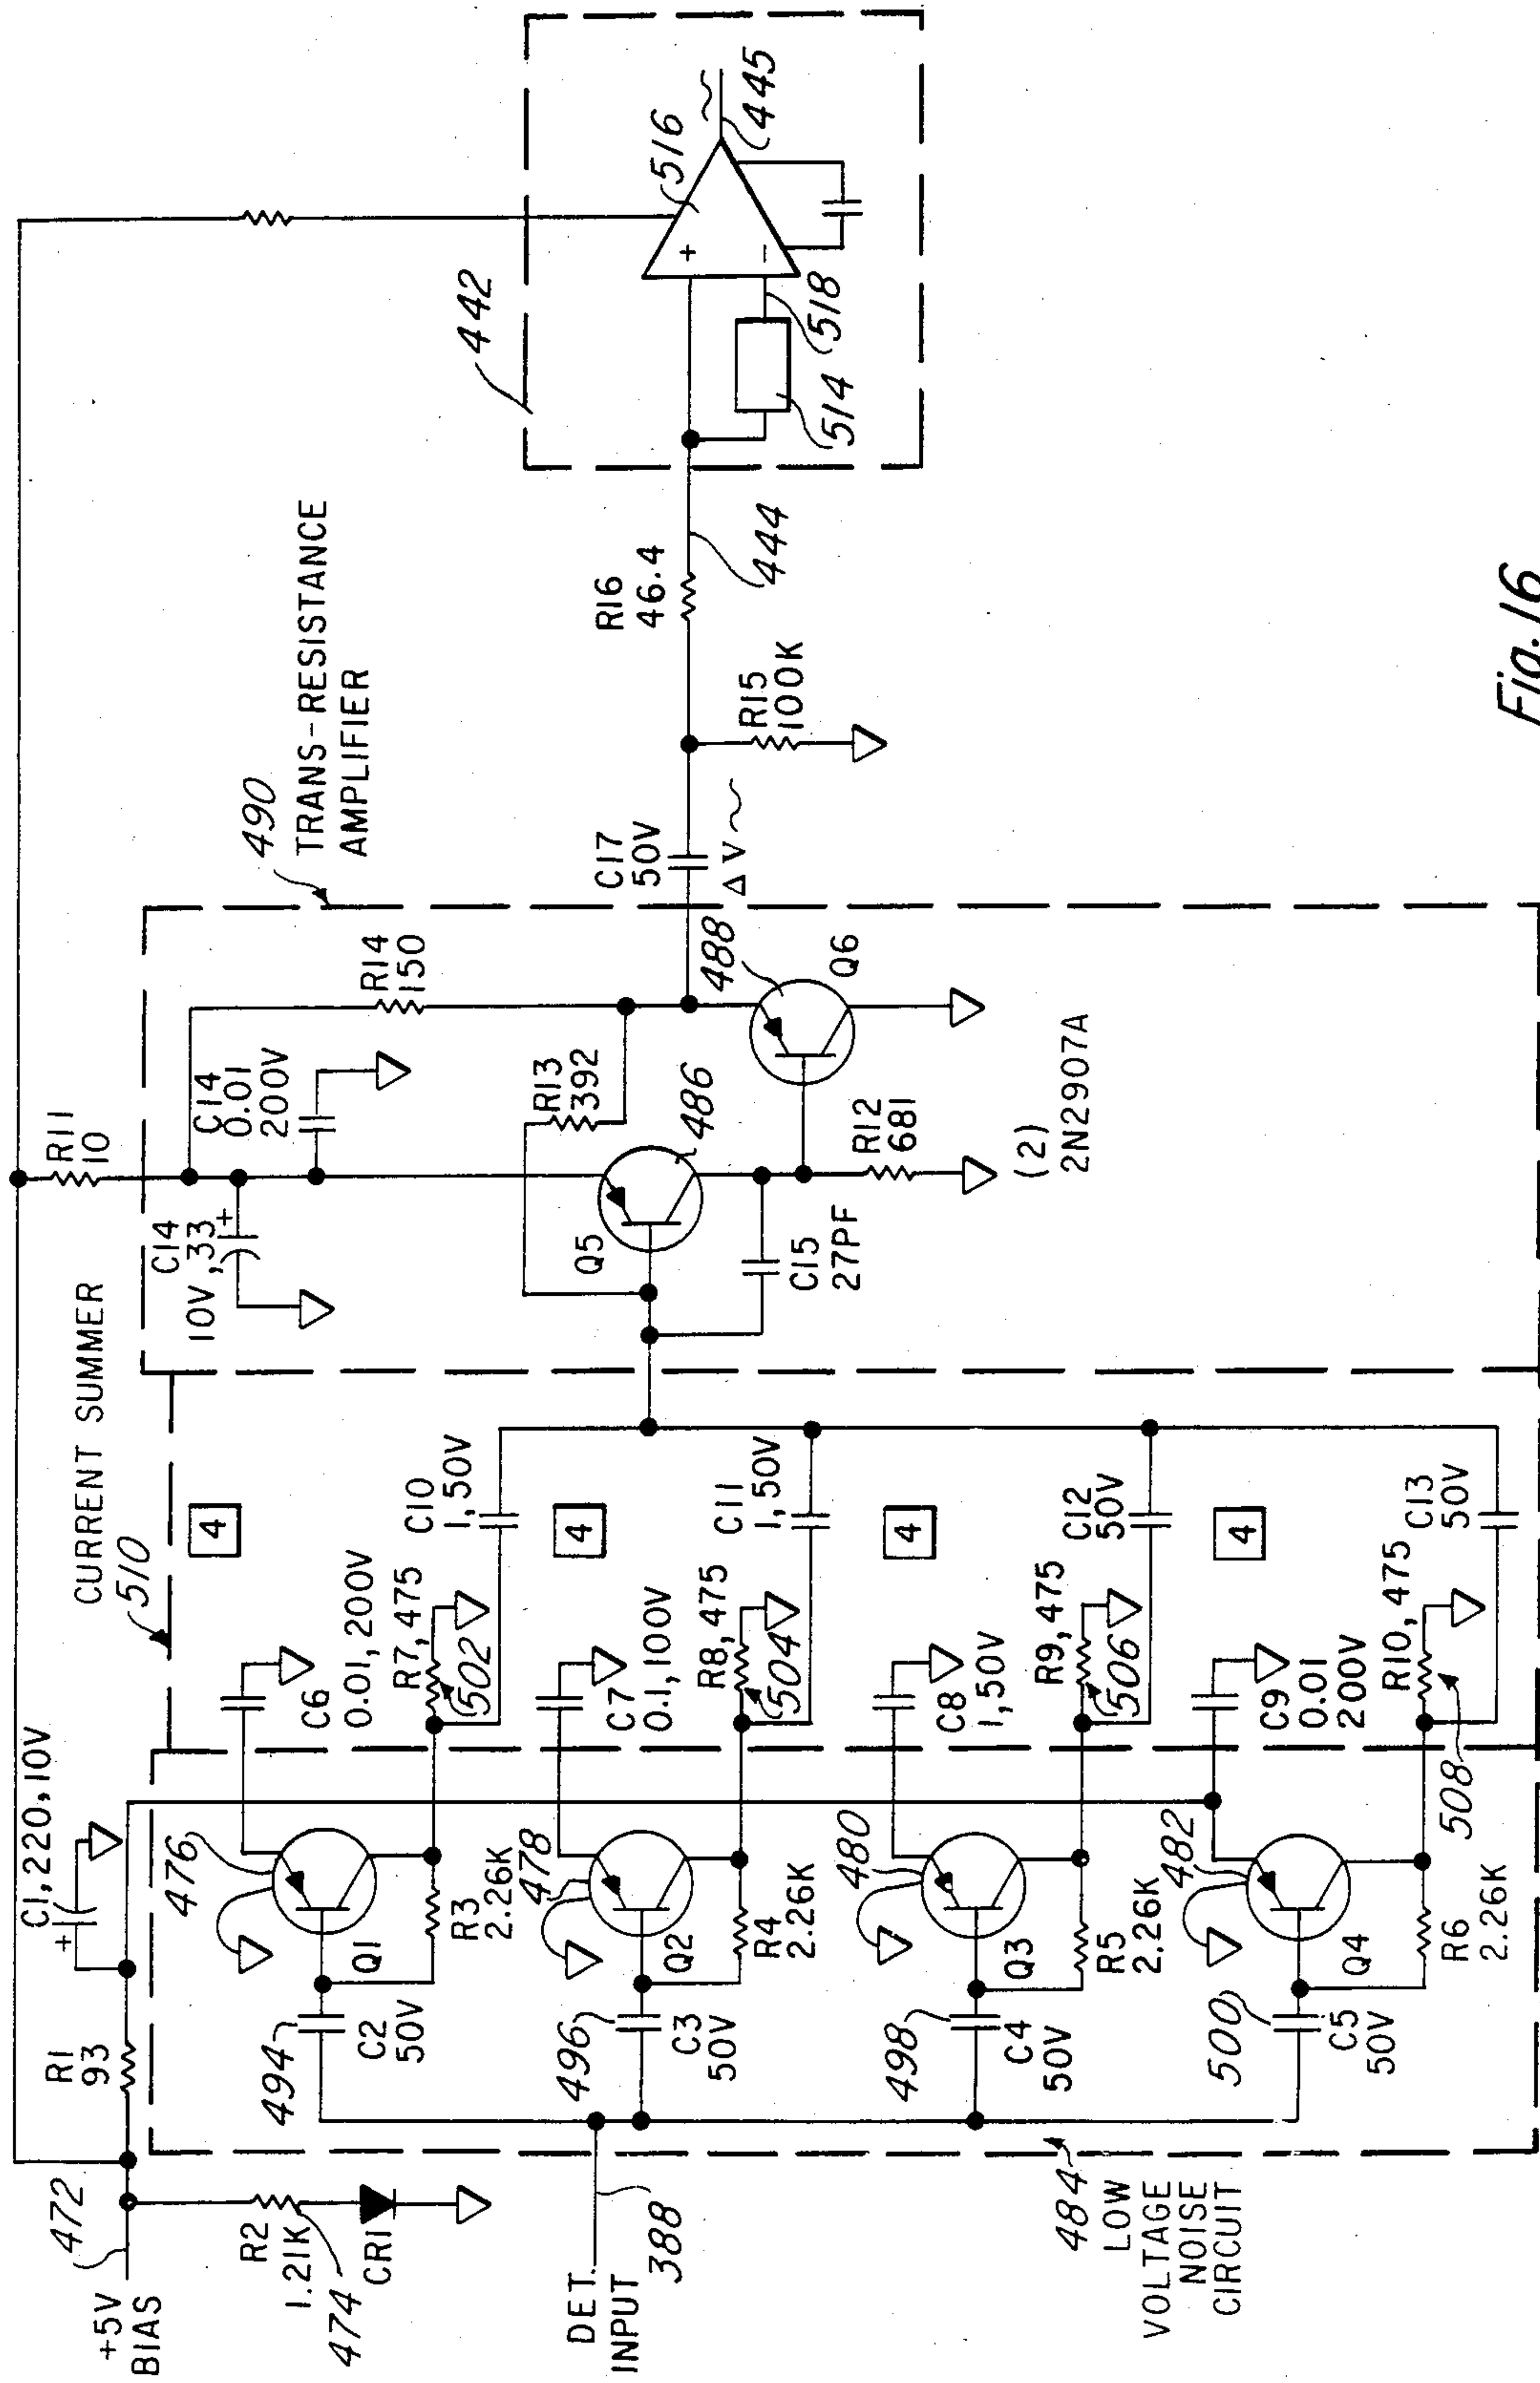 +5V
BIAS
472
R1
93
C1, 220, 10V
+
R2
1.21K
474
CR1
DET.
INPUT
388
484
LOW
VOLTAGE
NOISE
CIRCUIT
494
C2
50V
Q1
476
R3
2.26K
496
C3
50V
Q2
478
R4
2.26K
498
C4
50V
Q3
480
R5
2.26K
500
C5
50V
Q4
482
R6
2.26K
CURRENT SUMMER
510
4
C6
0.01, 200V
R7, 475
502
C10
1, 50V
4
C7
0.1, 100V
R8, 475
504
C11
1, 50V
4
C8
1, 50V
R9, 475
506
C12
50V
4
C9
0.01
200V
R10, 475
508
C13
50V
R11
10
C14
10V, 33
+
C14
0.01
200V
R14
150
490
TRANS-RESISTANCE
AMPLIFIER
Q5
486
R13
392
C15
27PF
R12
681
488
Q6
(2)
2N2907A
C17
50V
ΔV ~
R15
100K
R16
46.4
444
442
514
518
+
−
516
~
445
Fig. 16